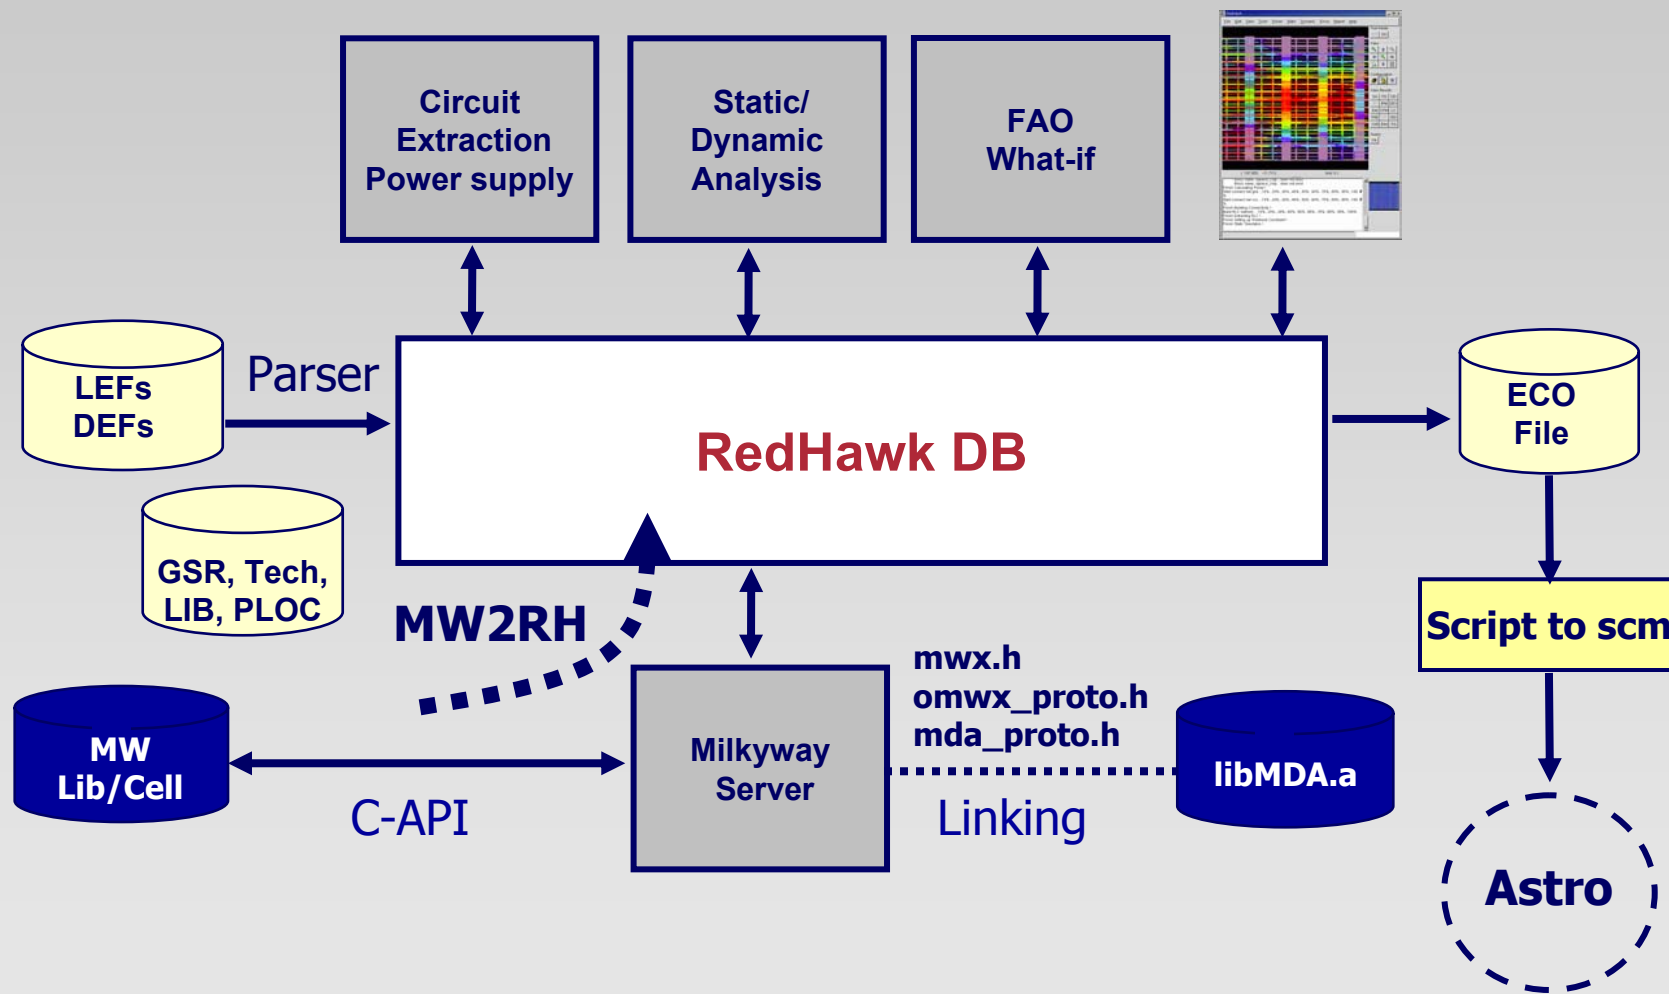 Circuit
Extraction
Power supply
Static/
Dynamic
Analysis
FAO
What-if
LEFs
DEFs
Parser
RedHawk DB
ECO
File
GSR, Tech,
LIB, PLOC
MW2RH
Script to scm
mwx.h
omwx_proto.h
mda_proto.h
MW
Lib/Cell
C-API
Milkyway
Server
Linking
libMDA.a
Astro